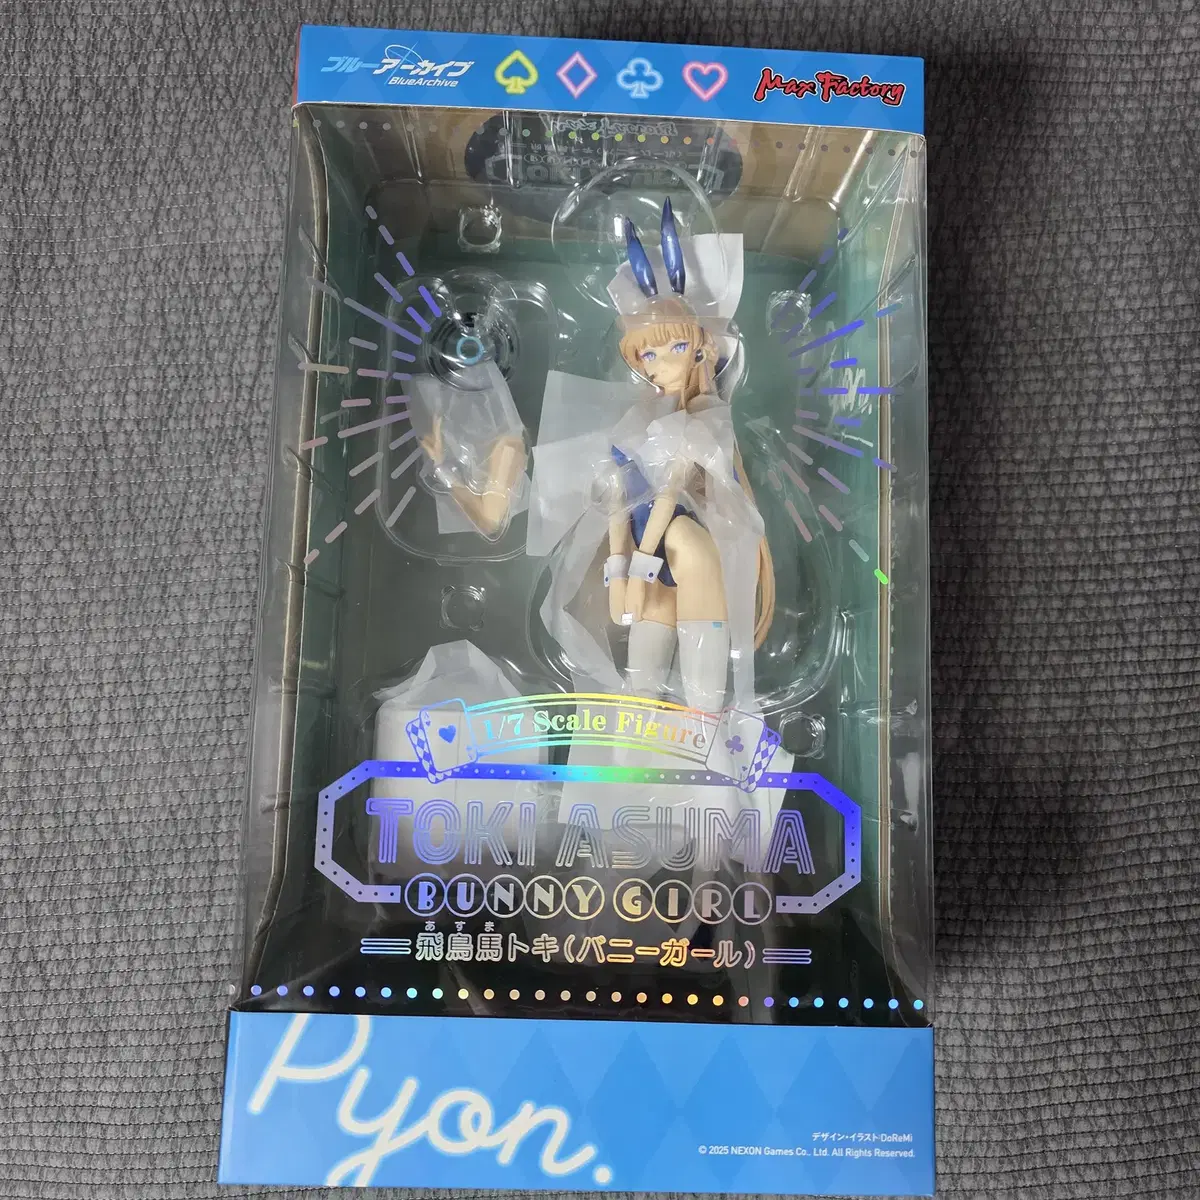 ブルーアーカイブ
BlueArchive
Max Factory
1/7 Scale Figure
TOKI ASUMA
BUNNY GIRL
あすま
飛鳥馬トキ(バニーガール)
Pyon.
デザイン・イラスト:DoReMi
© 2025 NEXON Games Co., Ltd. All Rights Reserved.